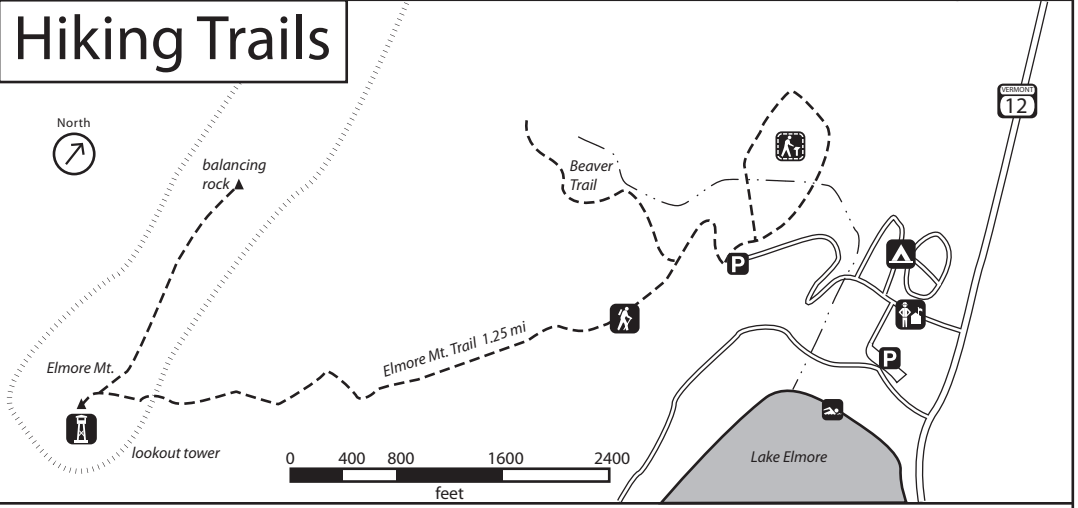 Hiking Trails
North
balancing
rock
Beaver
Trail
VERMONT
12
T
P
Elmore Mt. Trail 1.25 mi
Elmore Mt.
P
lookout tower
Lake Elmore
0 400 800 1600 2400
feet